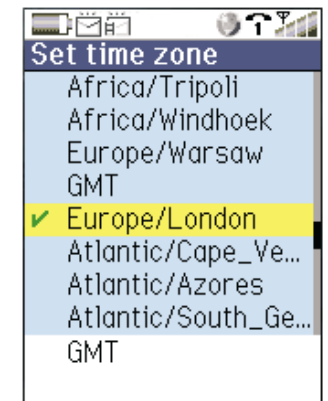 1
Set time zone
Africa/Tripoli
Africa/Windhoek
Europe/Warsaw
GMT
Europe/London
Atlantic/Cape_Ve...
Atlantic/Azores
Atlantic/South_Ge...
GMT